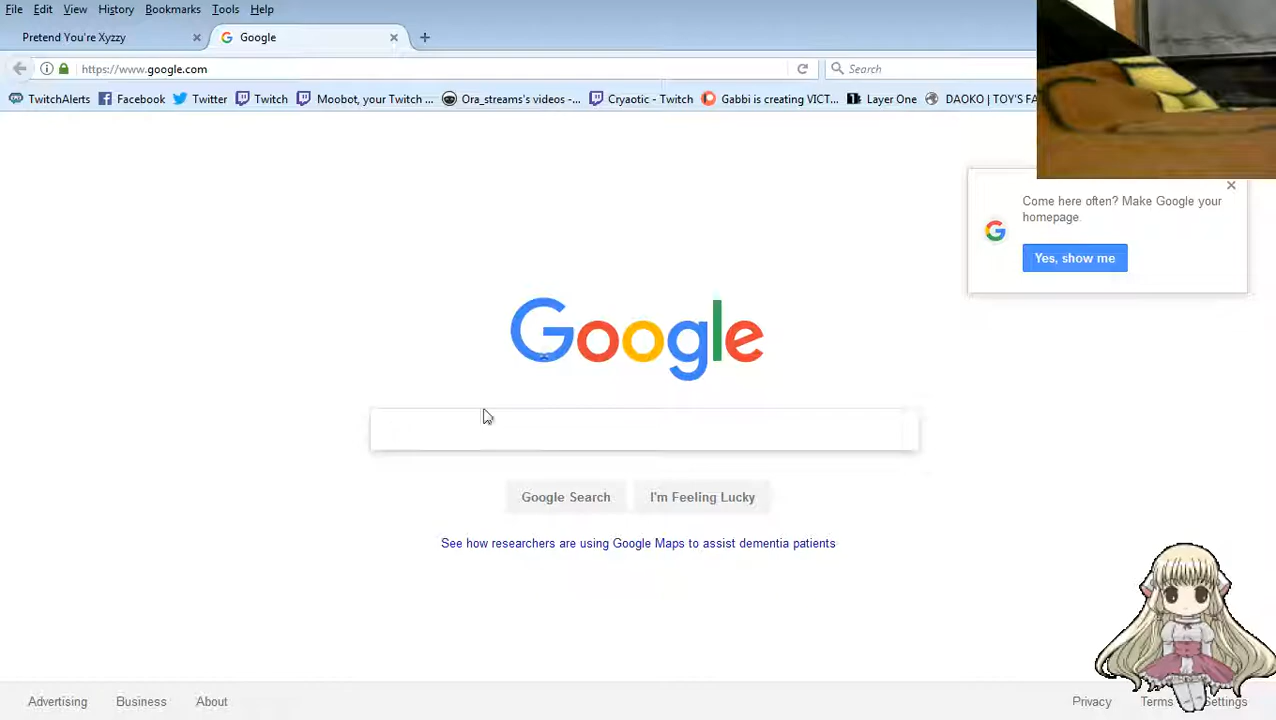 File Edit View History Bookmarks Tools Help
Pretend You're Xyzzy Google
https://www.google.com Search
TwitchAlerts Facebook Twitter Twitch Moobot, your Twitch ... Ora_streams's videos -... Cryaotic - Twitch Gabbi is creating VICT... Layer One DAOKO | TOY'S FA
Come here often? Make Google your
homepage.
Yes, show me
Google
Google Search I'm Feeling Lucky
See how researchers are using Google Maps to assist dementia patients
Advertising Business About Privacy Terms Settings